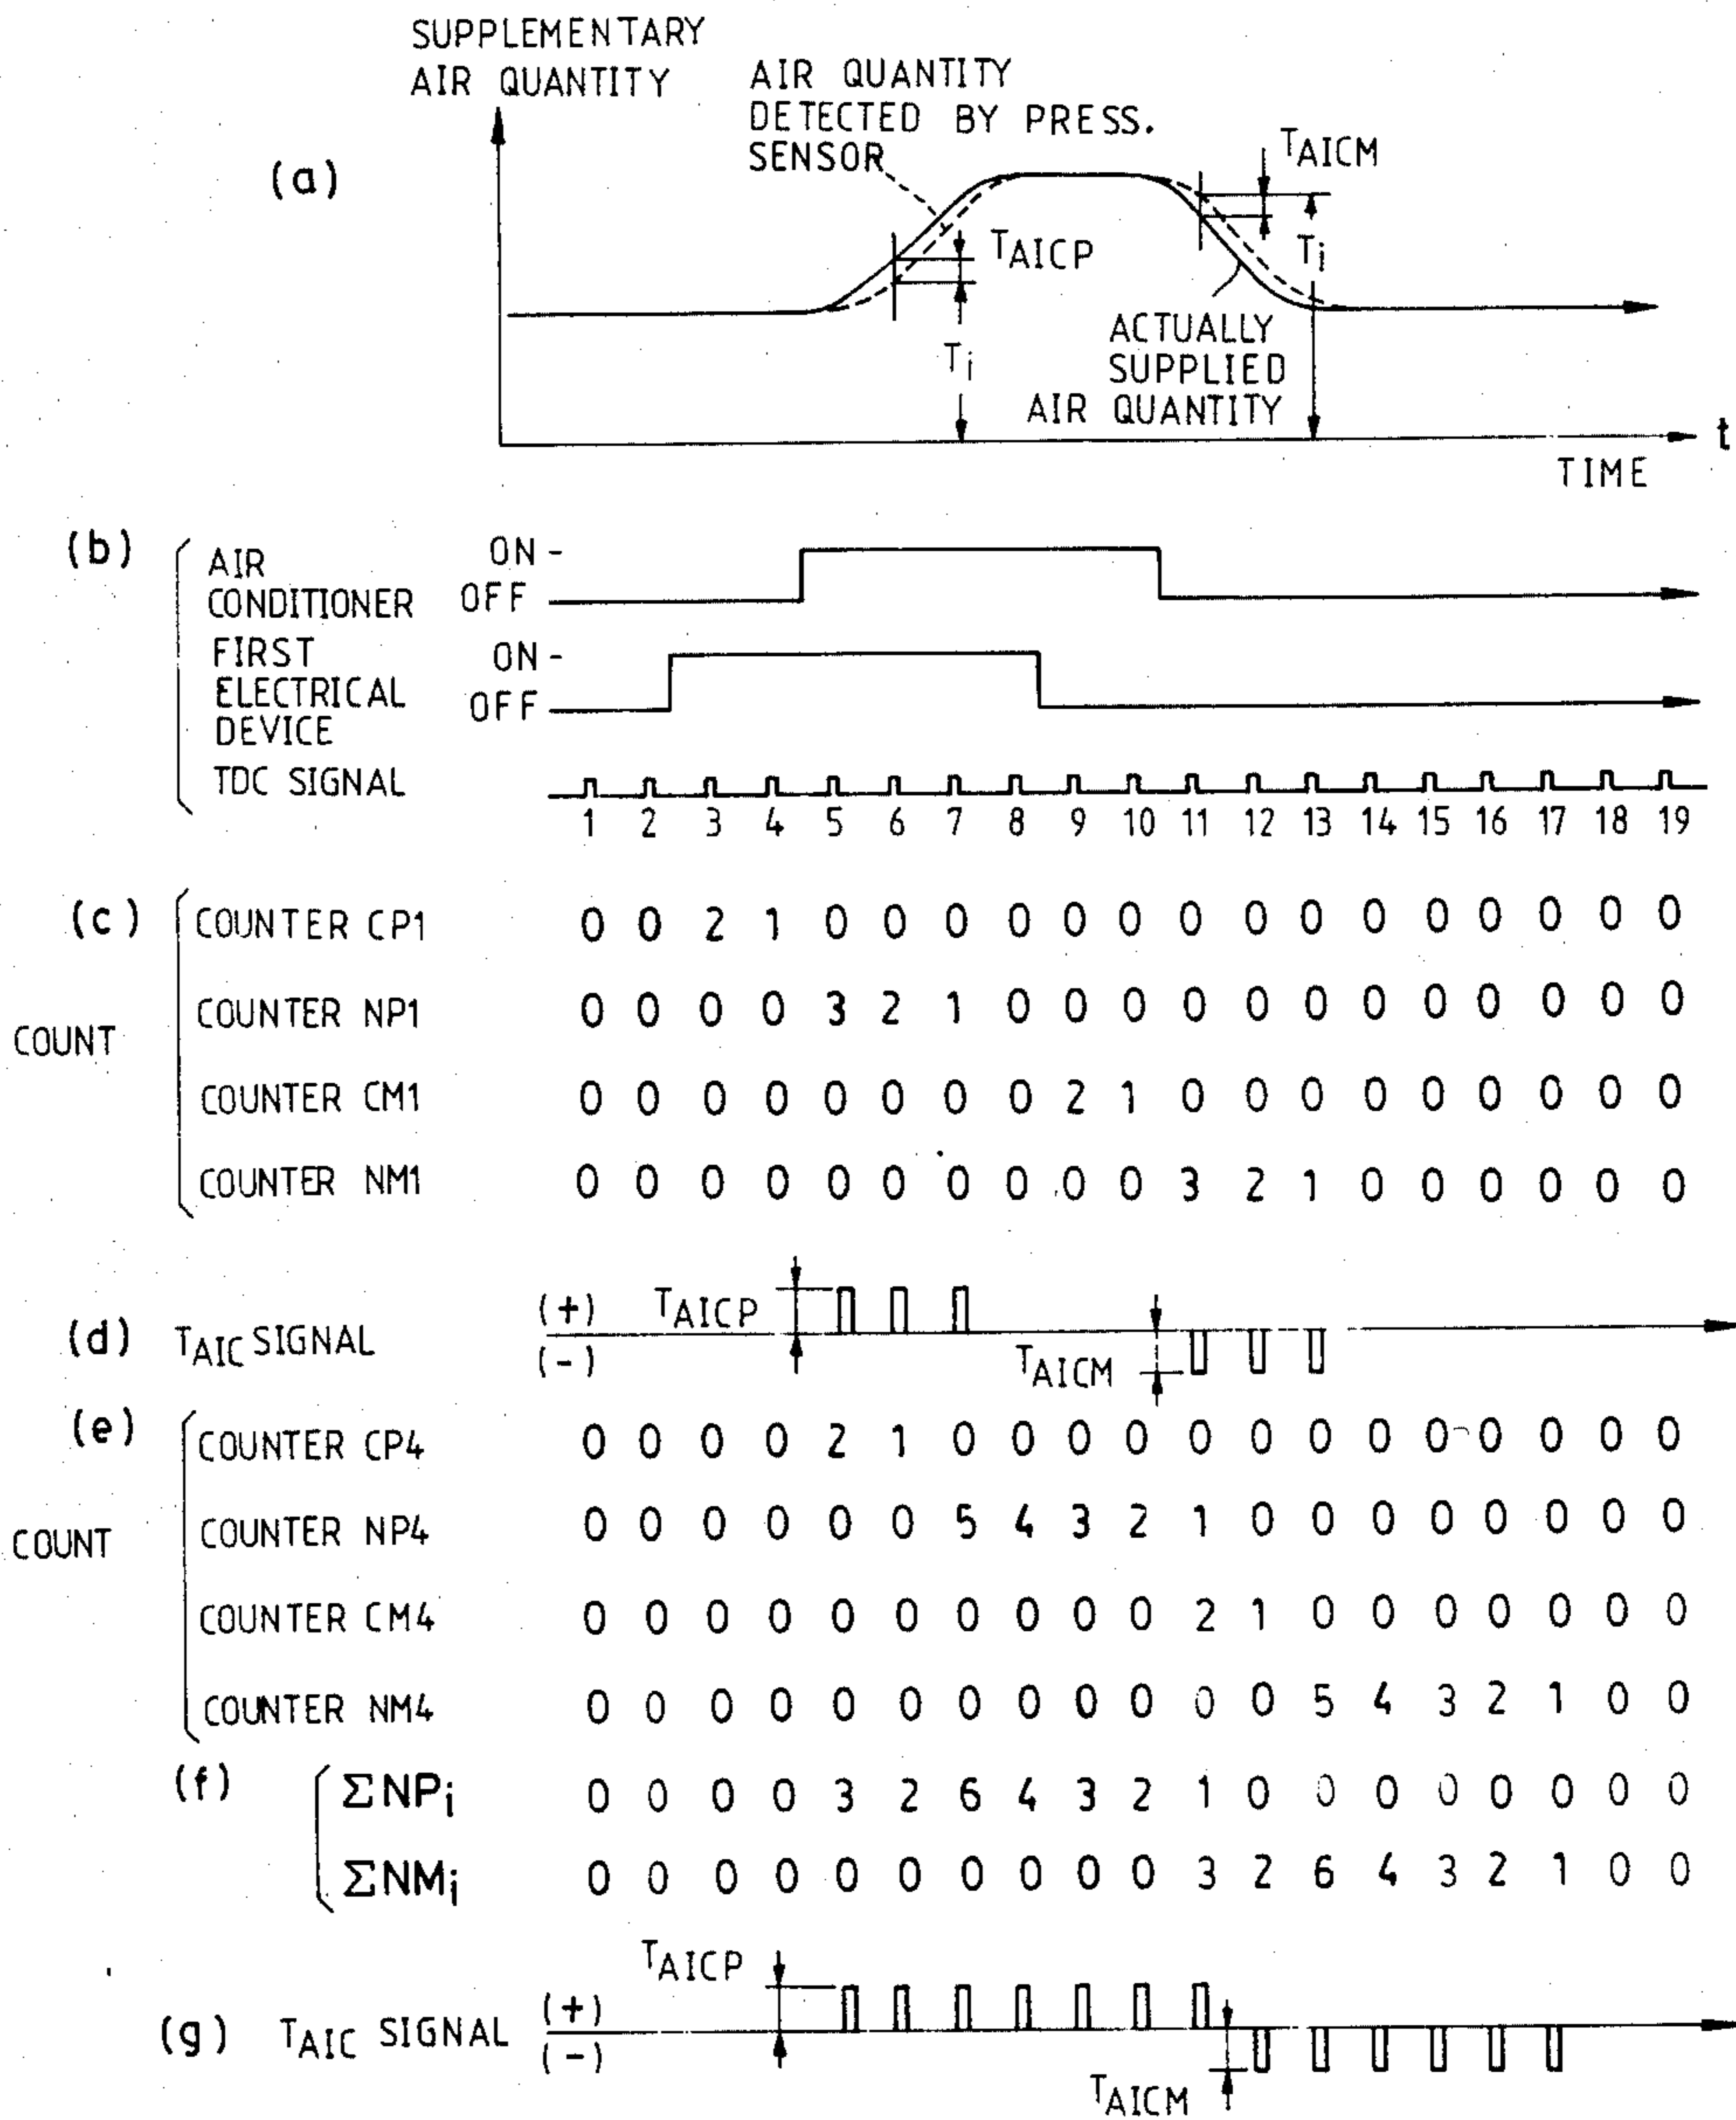 SUPPLEMENTARY
AIR QUANTITY
AIR QUANTITY
DETECTED BY PRESS.
SENSOR
(a)
TAICM
TAICP
Ti
Ti
ACTUALLY
SUPPLIED
AIR QUANTITY
t
TIME
(b)
AIR
CONDITIONER
ON
OFF
FIRST
ELECTRICAL
DEVICE
ON
OFF
TDC SIGNAL
1 2 3 4 5 6 7 8 9 10 11 12 13 14 15 16 17 18 19
(c)
COUNT
COUNTER CP1 0 0 2 1 0 0 0 0 0 0 0 0 0 0 0 0 0 0 0
COUNTER NP1 0 0 0 0 3 2 1 0 0 0 0 0 0 0 0 0 0 0 0
COUNTER CM1 0 0 0 0 0 0 0 0 2 1 0 0 0 0 0 0 0 0 0
COUNTER NM1 0 0 0 0 0 0 0 0 0 0 3 2 1 0 0 0 0 0 0
(d) TAIC SIGNAL
(+)
(-)
TAICP
TAICM
(e)
COUNT
COUNTER CP4 0 0 0 0 2 1 0 0 0 0 0 0 0 0 0 0 0 0 0
COUNTER NP4 0 0 0 0 0 0 5 4 3 2 1 0 0 0 0 0 0 0 0
COUNTER CM4 0 0 0 0 0 0 0 0 0 0 2 1 0 0 0 0 0 0 0
COUNTER NM4 0 0 0 0 0 0 0 0 0 0 0 0 5 4 3 2 1 0 0
(f)
ΣNPi 0 0 0 0 3 2 6 4 3 2 1 0 0 0 0 0 0 0 0
ΣNMi 0 0 0 0 0 0 0 0 0 0 3 2 6 4 3 2 1 0 0
(g) TAIC SIGNAL
(+)
(-)
TAICP
TAICM